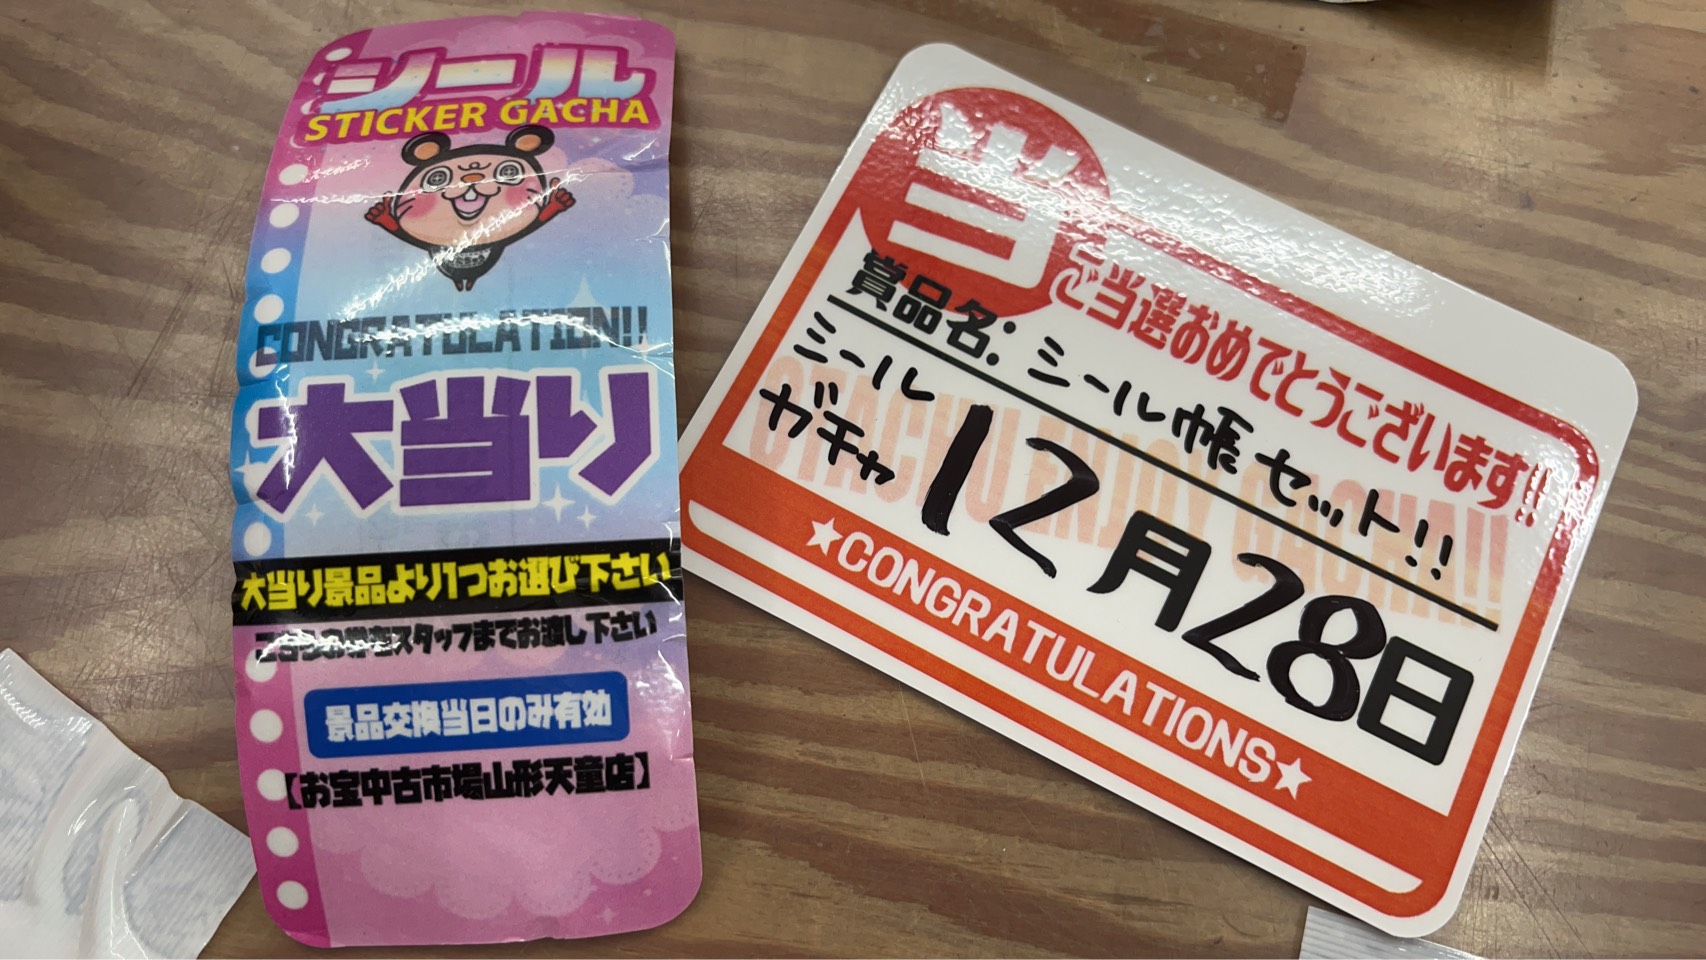 シール
STICKER GACHA
CONGRATULATION!!
大当り
大当り景品より1つお選び下さい
スタッフまでお渡し下さい
景品交換当日のみ有効
【お宝中古市場山形天童店】
当
ご当選おめでとうございます!!
賞品名:シール帳セット!!
シール
ガチャ
12月28日
ENJOY GACHA!!
★CONGRATULATIONS★